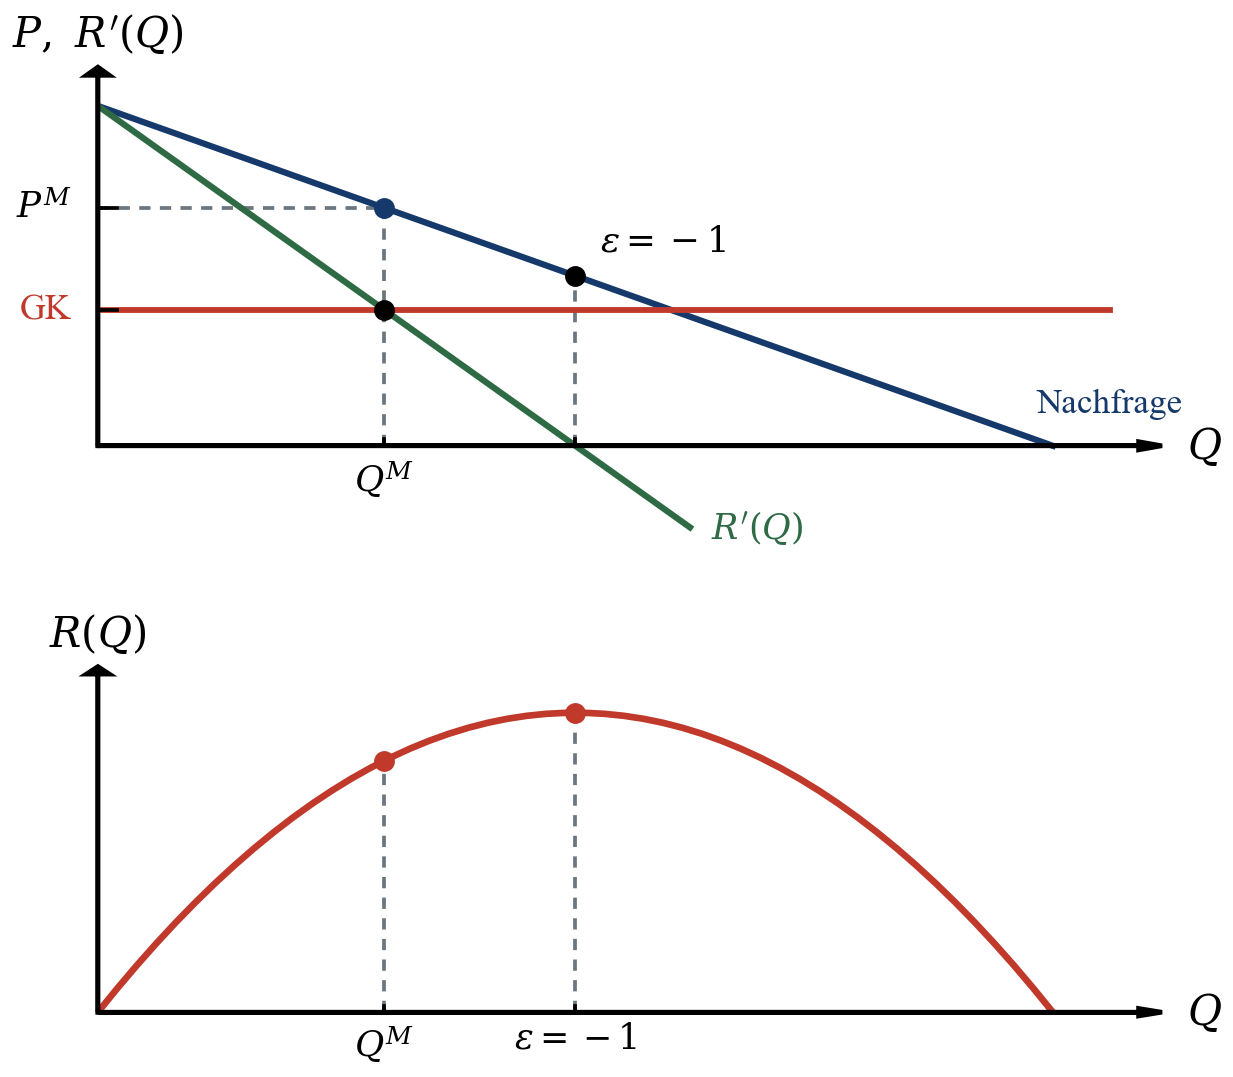 P, R′(Q)
P^M
ε = −1
GK
Nachfrage
Q
Q^M
R′(Q)
R(Q)
Q
Q^M
ε = −1